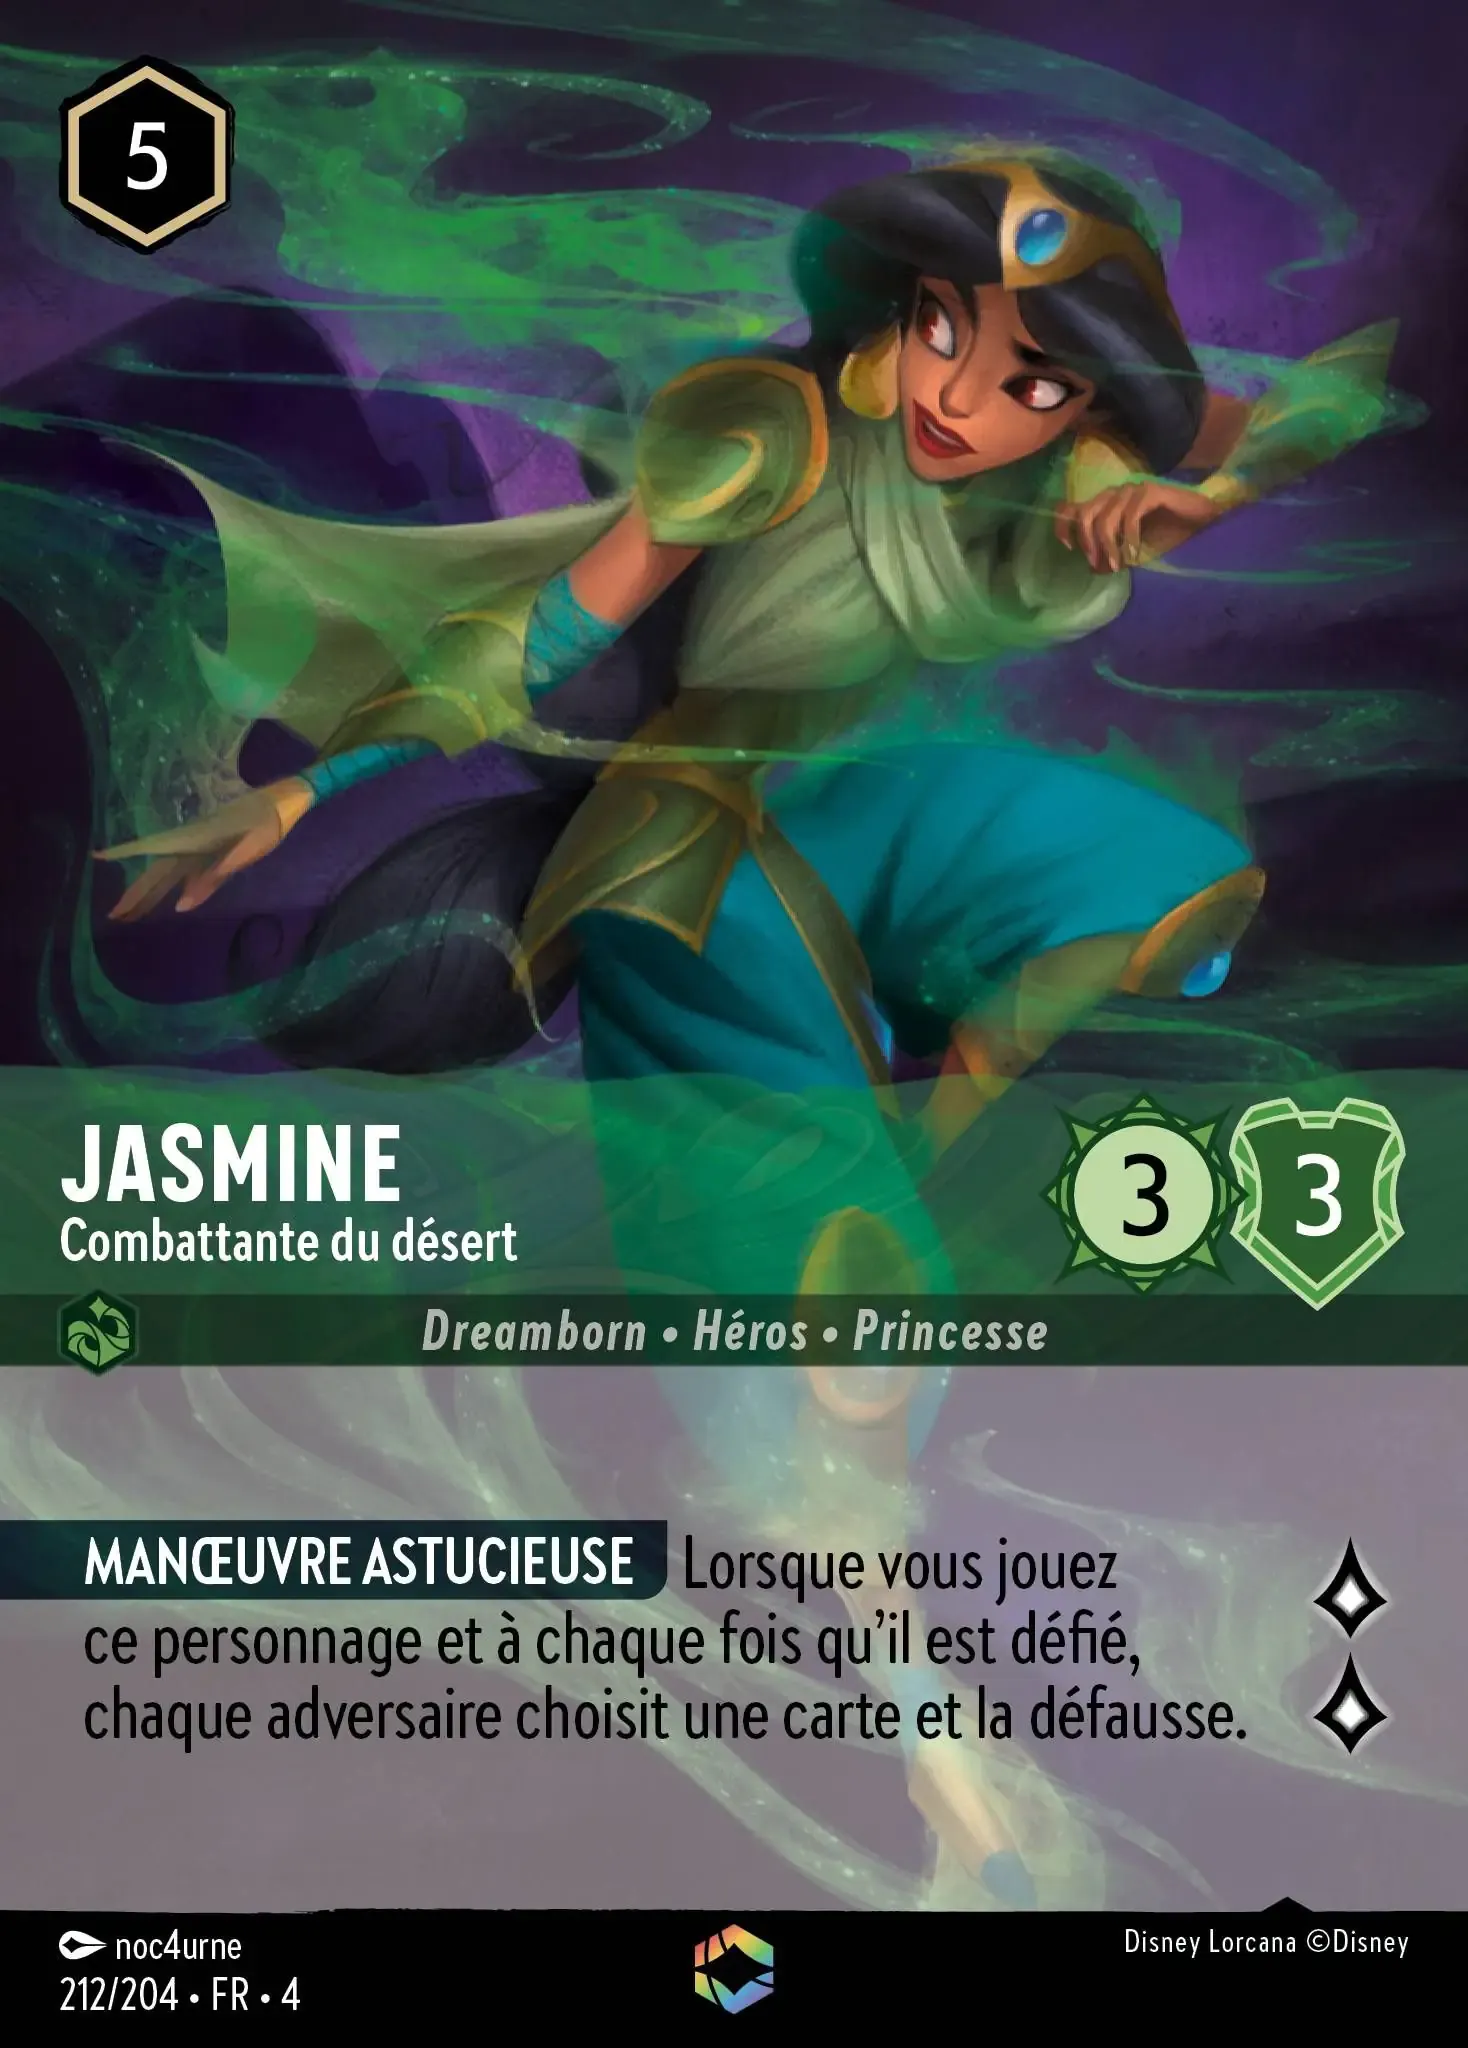 5
JASMINE
Combattante du désert
3 3
Dreamborn • Héros • Princesse
MANŒUVRE ASTUCIEUSE Lorsque vous jouez
ce personnage et à chaque fois qu’il est défié,
chaque adversaire choisit une carte et la défausse.
noc4urne
Disney Lorcana ©Disney
212/204 • FR • 4